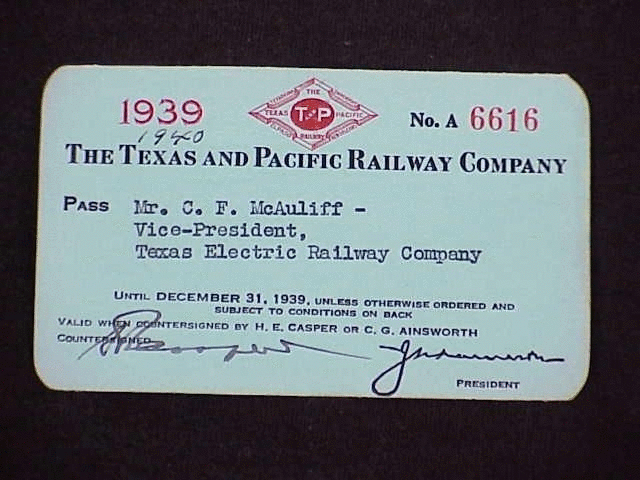 1939
1940
THE
TEXAS T&P PACIFIC
RAILWAY
No. A 6616
THE TEXAS AND PACIFIC RAILWAY COMPANY
PASS Mr. C. F. McAuliff -
Vice-President,
Texas Electric Railway Company
UNTIL DECEMBER 31, 1939, UNLESS OTHERWISE ORDERED AND
SUBJECT TO CONDITIONS ON BACK
VALID WHEN COUNTERSIGNED BY H. E. CASPER OR C. G. AINSWORTH
COUNTERSIGNED
PRESIDENT